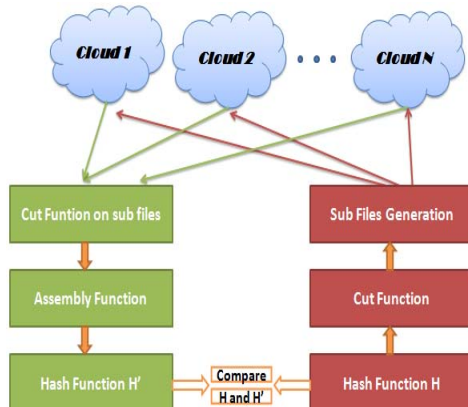 Cloud 1
Cloud 2
Cloud N
Cut Funtion on sub files
Sub Files Generation
Assembly Function
Cut Function
Hash Function H'
Compare
H and H'
Hash Function H